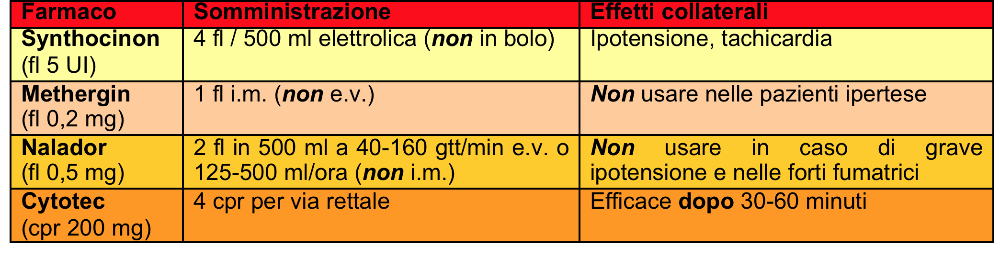 Farmaco Somministrazione Effetti collaterali
Synthocinon 4 fl / 500 ml elettrolica (non in bolo) Ipotensione, tachicardia
(fl 5 UI)
Methergin 1 fl i.m. (non e.v.) Non usare nelle pazienti ipertese
(fl 0,2 mg)
Nalador 2 fl in 500 ml a 40-160 gtt/min e.v. o Non usare in caso di grave
(fl 0,5 mg) 125-500 ml/ora (non i.m.) ipotensione e nelle forti fumatrici
Cytotec 4 cpr per via rettale Efficace dopo 30-60 minuti
(cpr 200 mg)